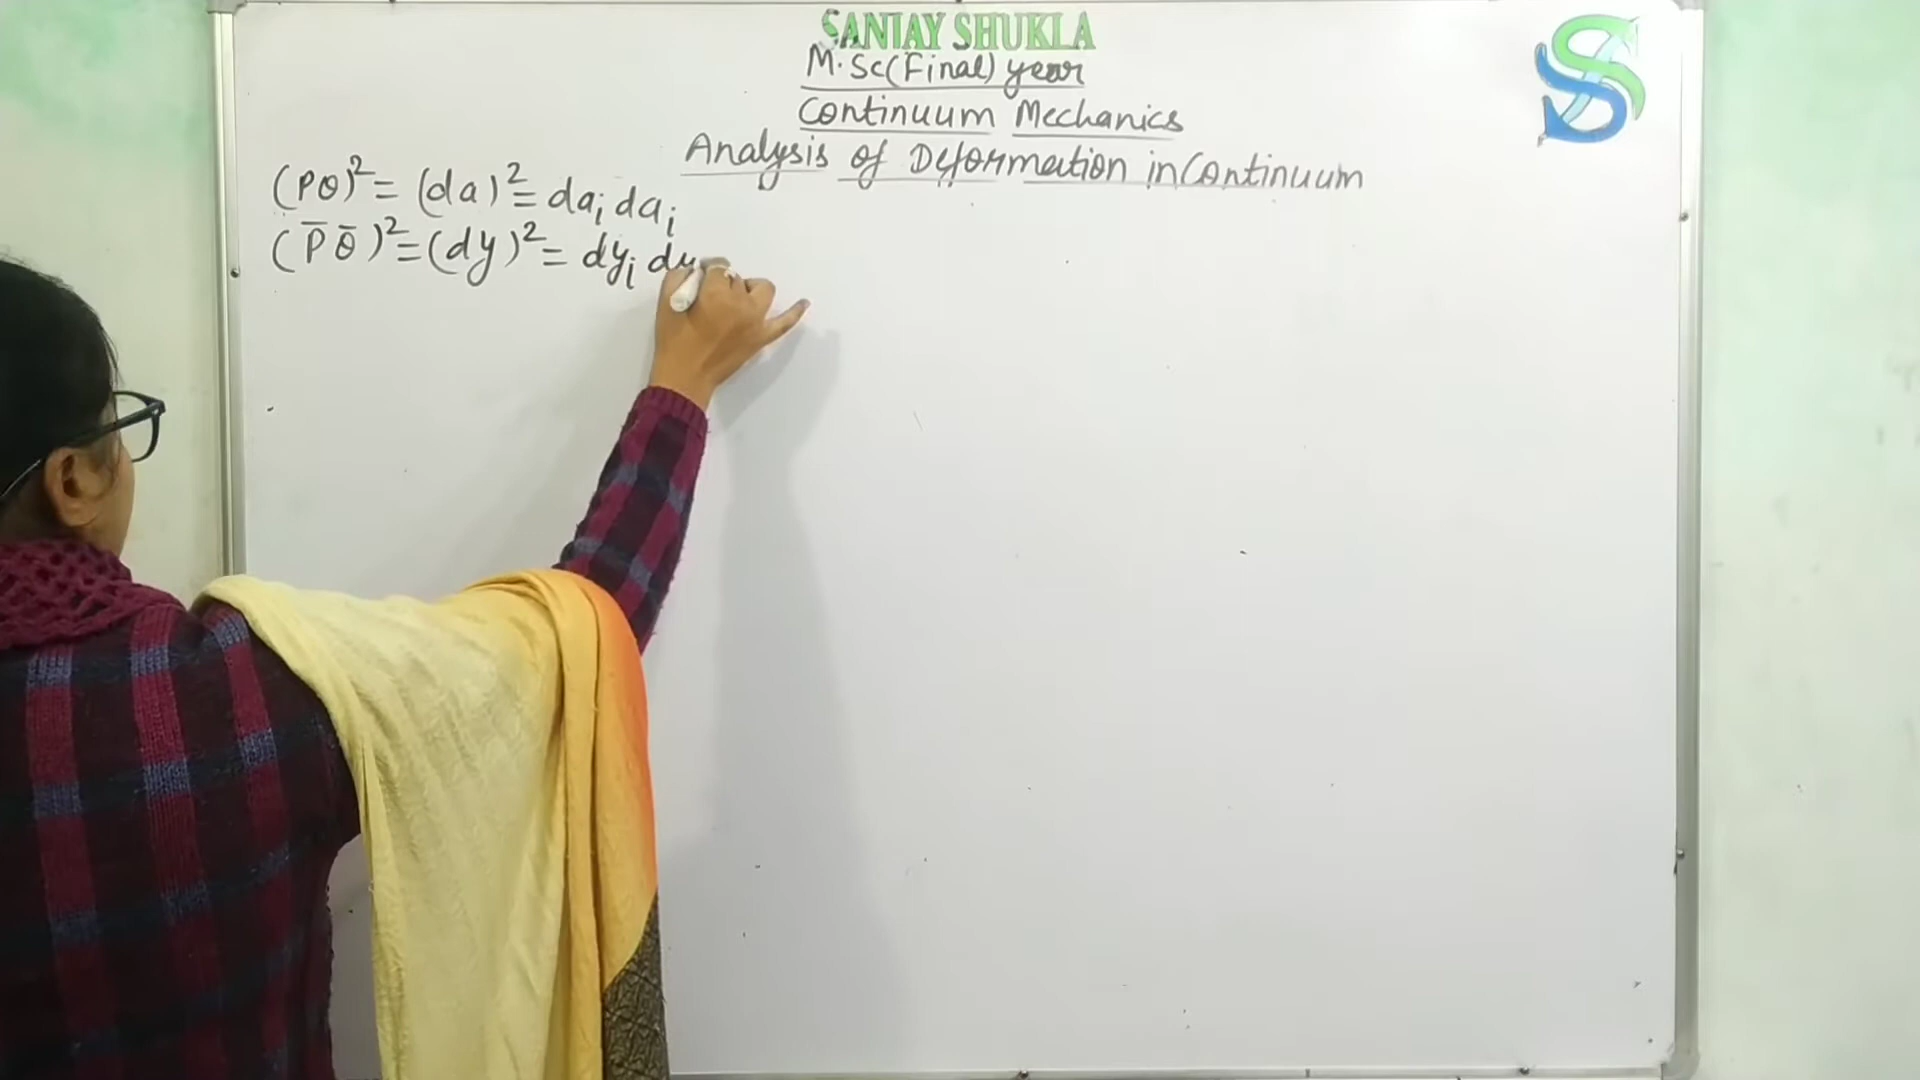 SANJAY SHUKLA
M.Sc(Final) year
Continuum Mechanics
Analysis of Deformation in Continuum
(PQ)² = (da)² = daᵢ daᵢ
(P̄Q̄)² = (dy)² = dyᵢ dy